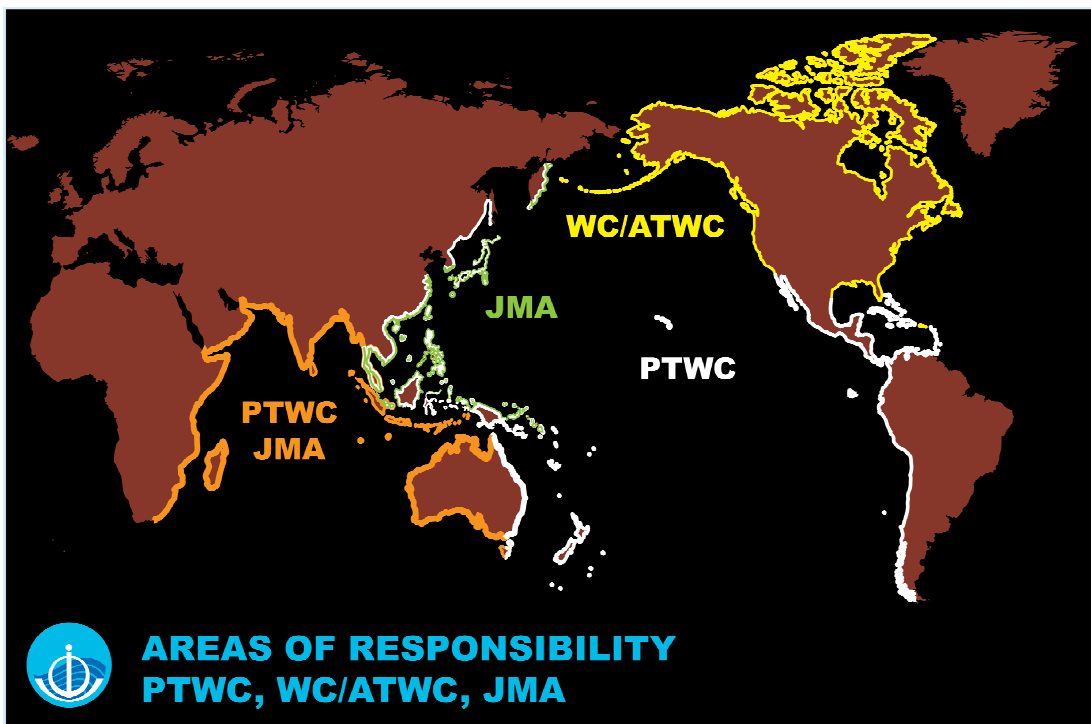 WC/ATWC
JMA
PTWC
PTWC
JMA
AREAS OF RESPONSIBILITY
PTWC, WC/ATWC, JMA